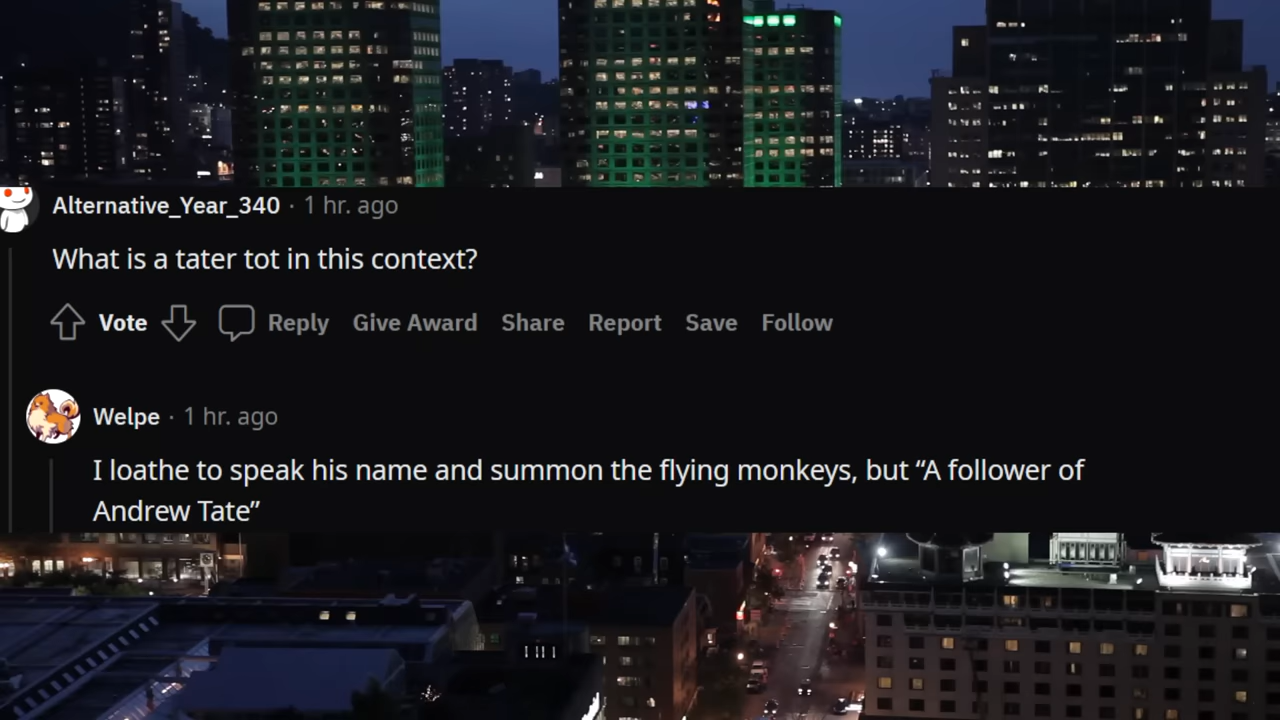 Alternative_Year_340 · 1 hr. ago
What is a tater tot in this context?
Vote Reply Give Award Share Report Save Follow
Welpe · 1 hr. ago
I loathe to speak his name and summon the flying monkeys, but “A follower of
Andrew Tate”